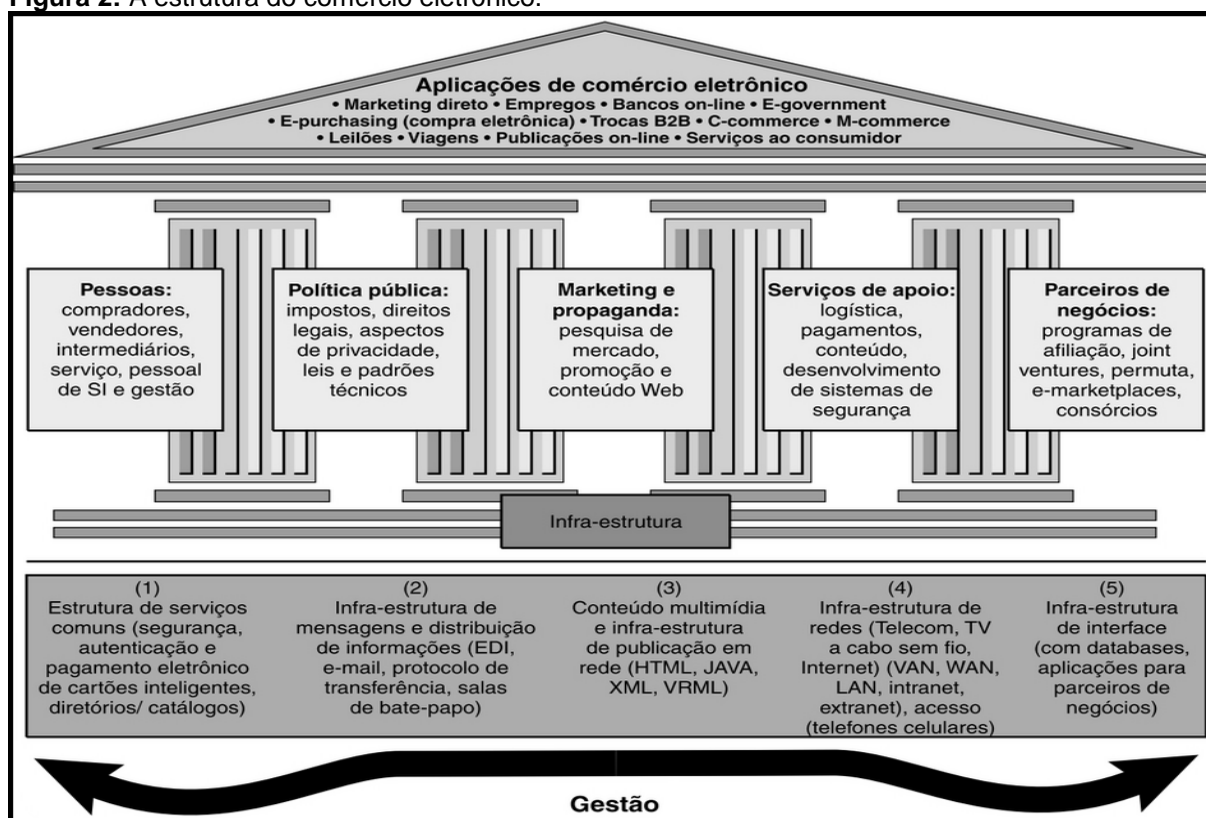 Figura 2: A estrutura do comércio eletrônico.
Aplicações de comércio eletrônico
• Marketing direto • Empregos • Bancos on-line • E-government
• E-purchasing (compra eletrônica) • Trocas B2B • C-commerce • M-commerce
• Leilões • Viagens • Publicações on-line • Serviços ao consumidor
Pessoas:
compradores,
vendedores,
intermediários,
serviço, pessoal
de SI e gestão
Política pública:
impostos, direitos
legais, aspectos
de privacidade,
leis e padrões
técnicos
Marketing e
propaganda:
pesquisa de
mercado,
promoção e
conteúdo Web
Serviços de apoio:
logística,
pagamentos,
conteúdo,
desenvolvimento
de sistemas de
segurança
Parceiros de
negócios:
programas de
afiliação, joint
ventures, permuta,
e-marketplaces,
consórcios
Infra-estrutura
(1)
Estrutura de serviços
comuns (segurança,
autenticação e
pagamento eletrônico
de cartões inteligentes,
diretórios/ catálogos)
(2)
Infra-estrutura de
mensagens e distribuição
de informações (EDI,
e-mail, protocolo de
transferência, salas
de bate-papo)
(3)
Conteúdo multimídia
e infra-estrutura
de publicação em
rede (HTML, JAVA,
XML, VRML)
(4)
Infra-estrutura de
redes (Telecom, TV
a cabo sem fio,
Internet) (VAN, WAN,
LAN, intranet,
extranet), acesso
(telefones celulares)
(5)
Infra-estrutura
de interface
(com databases,
aplicações para
parceiros de
negócios)
Gestão